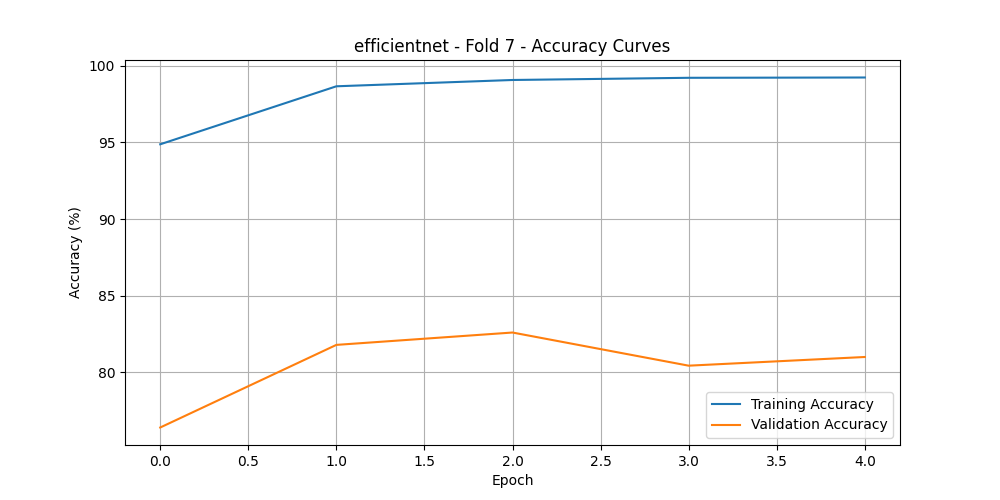 efficientnet - Fold 7 - Accuracy Curves
Accuracy (%)
100
95
90
85
80
0.0 0.5 1.0 1.5 2.0 2.5 3.0 3.5 4.0
Epoch
Training Accuracy
Validation Accuracy